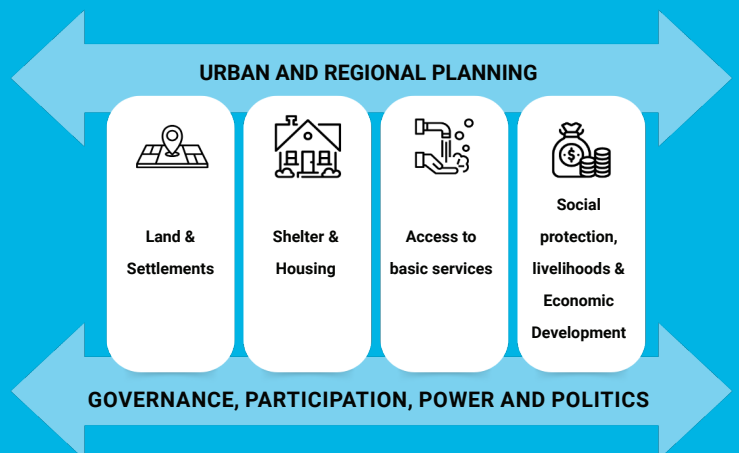 URBAN AND REGIONAL PLANNING
$
Land &
Settlements
Shelter &
Housing
Access to
basic services
Social
protection,
livelihoods &
Economic
Development
GOVERNANCE, PARTICIPATION, POWER AND POLITICS